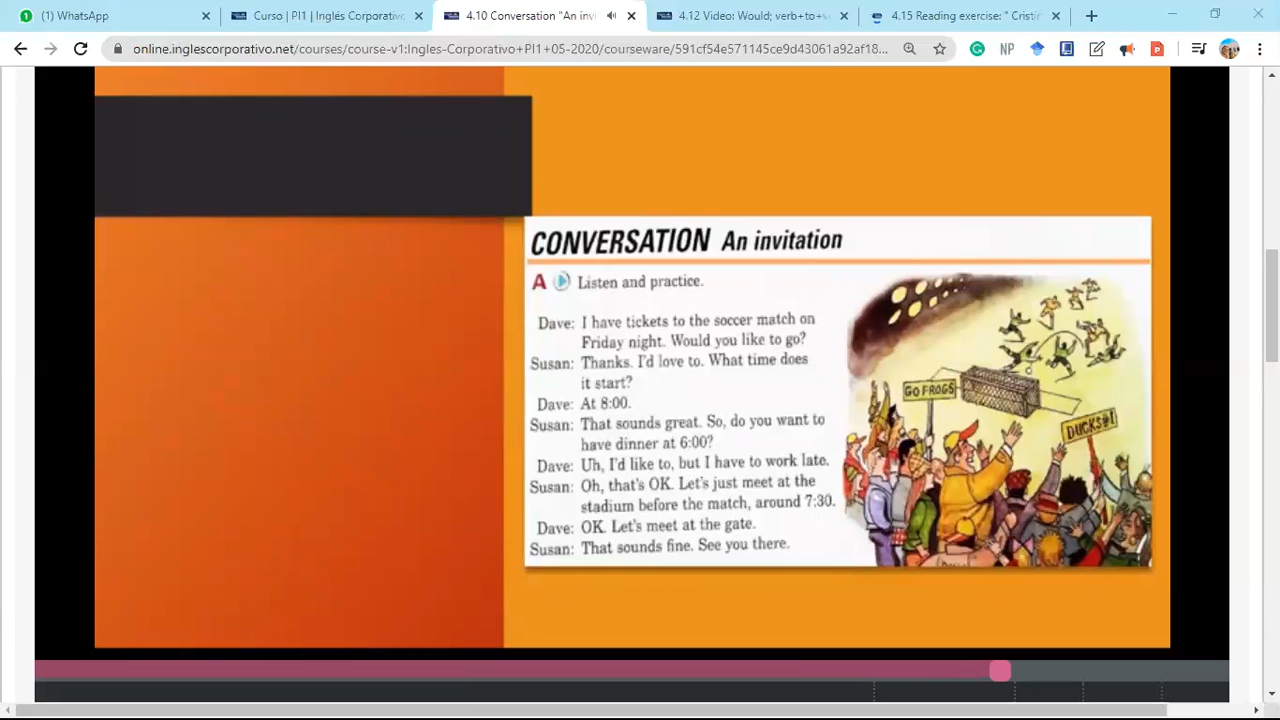 (1) WhatsApp
Curso | PI1 | Inglés Corporativo
4.10 Conversation "An invi
4.12 Video: Would; verb+to+v
4.15 Reading exercise: " Cristi
online.inglescorporativo.net/courses/course-v1:Ingles-Corporativo+PI1+05-2020/courseware/591cf54e571145ce9d43061a92af18...
NP
CONVERSATION An invitation
A Listen and practice.
Dave: I have tickets to the soccer match on
Friday night. Would you like to go?
Susan: Thanks. I'd love to. What time does
it start?
Dave: At 8:00.
Susan: That sounds great. So, do you want to
have dinner at 6:00?
Dave: Uh, I'd like to, but I have to work late.
Susan: Oh, that's OK. Let's just meet at the
stadium before the match, around 7:30.
Dave: OK. Let's meet at the gate.
Susan: That sounds fine. See you there.
GO FROGS
DUCKS#1